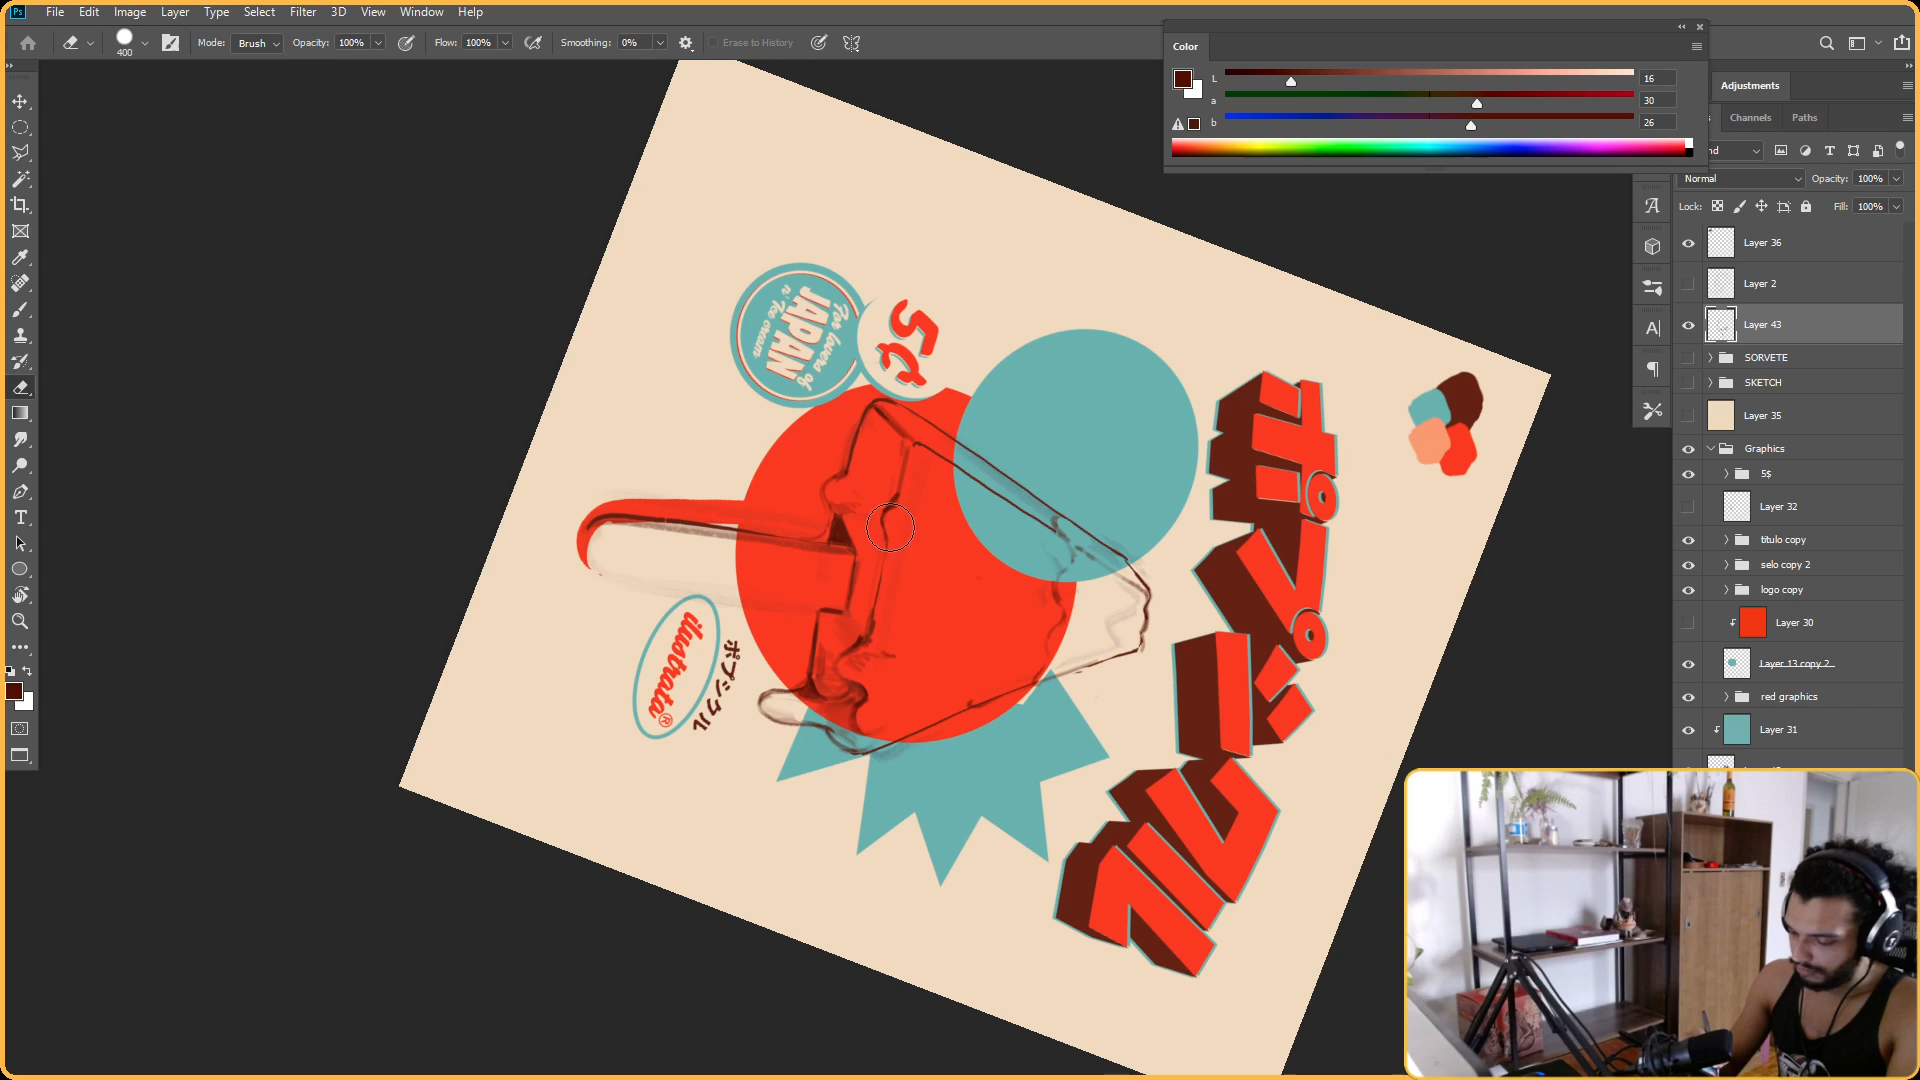 Ps File Edit Image Layer Type Select Filter 3D View Window Help
400 Mode: Brush Opacity: 100% Flow: 100% Smoothing: 0% Erase to History
Color
L 16
a 30
b 26
Adjustments
Channels Paths
nd
Normal Opacity: 100%
Lock: Fill: 100%
Layer 36
Layer 2
Layer 43
SORVETE
SKETCH
Layer 35
Graphics
5$
Layer 32
titulo copy
selo copy 2
logo copy
Layer 30
Layer 13 copy 2
red graphics
Layer 31
For lovers of
JAPAN
n' Ice cream
5¢
ilustrata®
ポプシクル